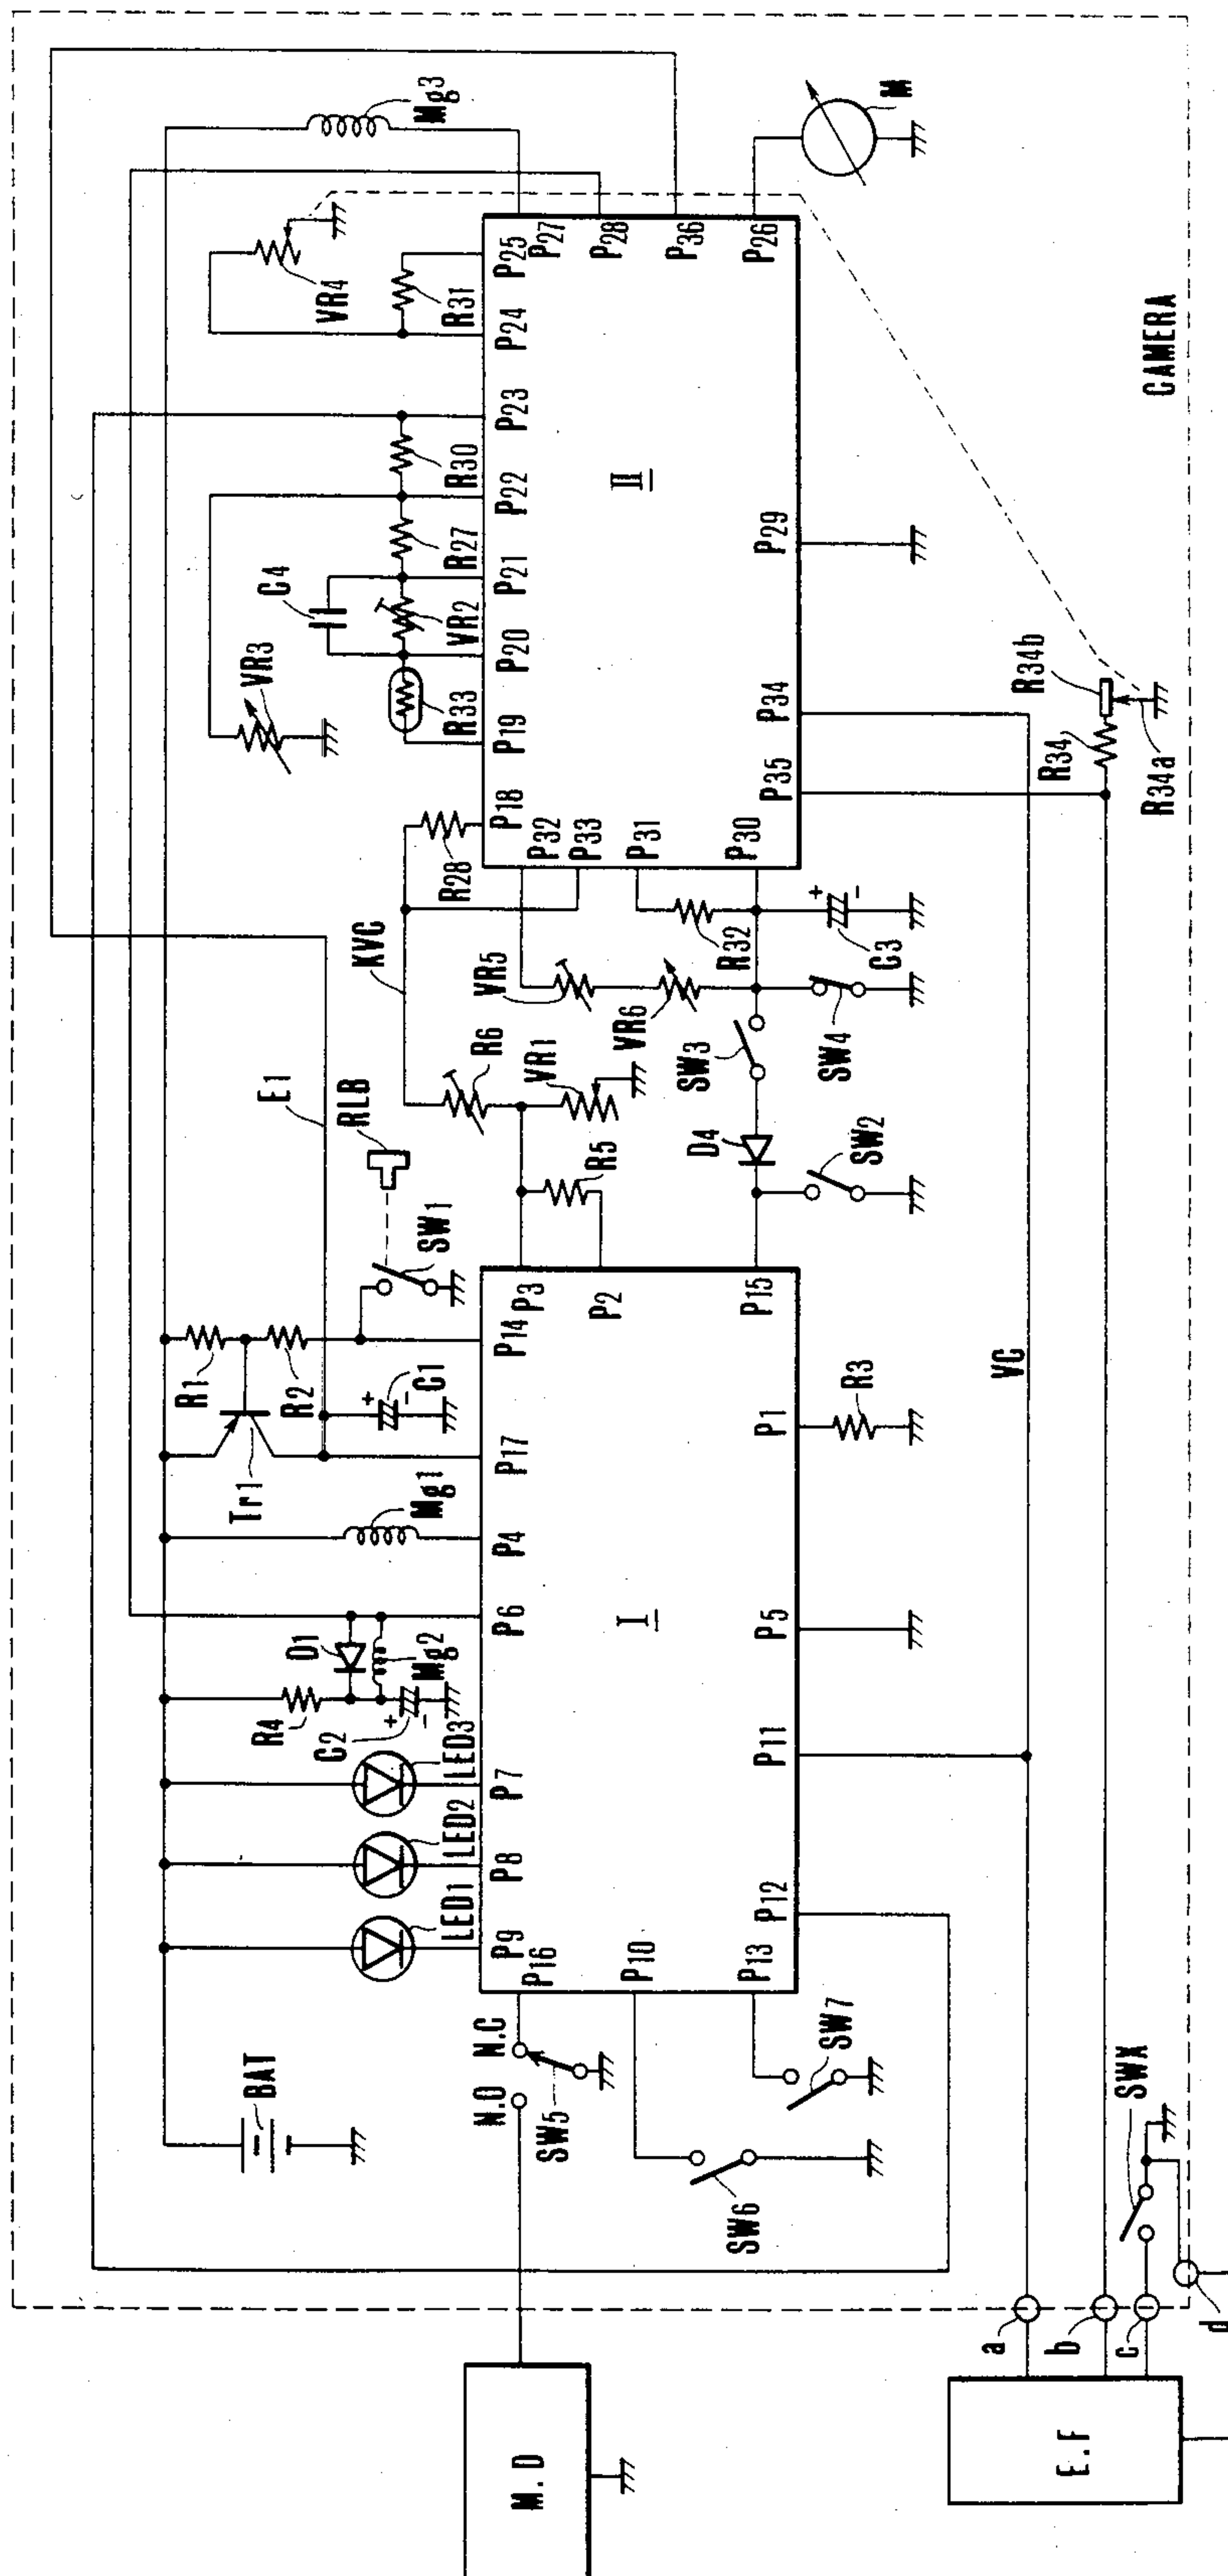 M.D
E.F
a
b
c
d
SWX
BAT
N.O
N.C
SW5
SW6
SW7
LED1
LED2
LED3
R4
C2
D1
Mg2
Mg1
Tr1
R1
R2
C1
SW1
RLB
E1
P9
P8
P7
P6
P4
P17
P14
P16
P10
P13
P12
P11
P5
P1
P3
P2
P15
I
R3
VC
R5
VR1
R6
KVC
D4
SW2
SW3
SW4
VR5
VR6
R32
C3
R28
P18
P19
P20
P21
P22
P23
P24
P25
P32
P33
P31
P30
P35
P34
P29
P27
P28
P36
P26
II
VR3
R33
VR2
C4
R27
R30
R31
VR4
Mg3
M
R34
R34b
R34a
CAMERA